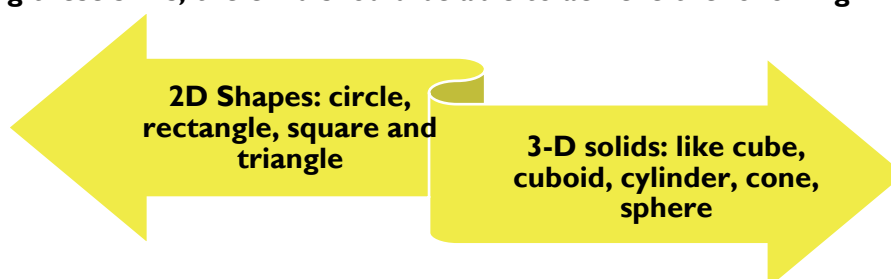 2D Shapes: circle,
rectangle, square and
triangle
3-D solids: like cube,
cuboid, cylinder, cone,
sphere